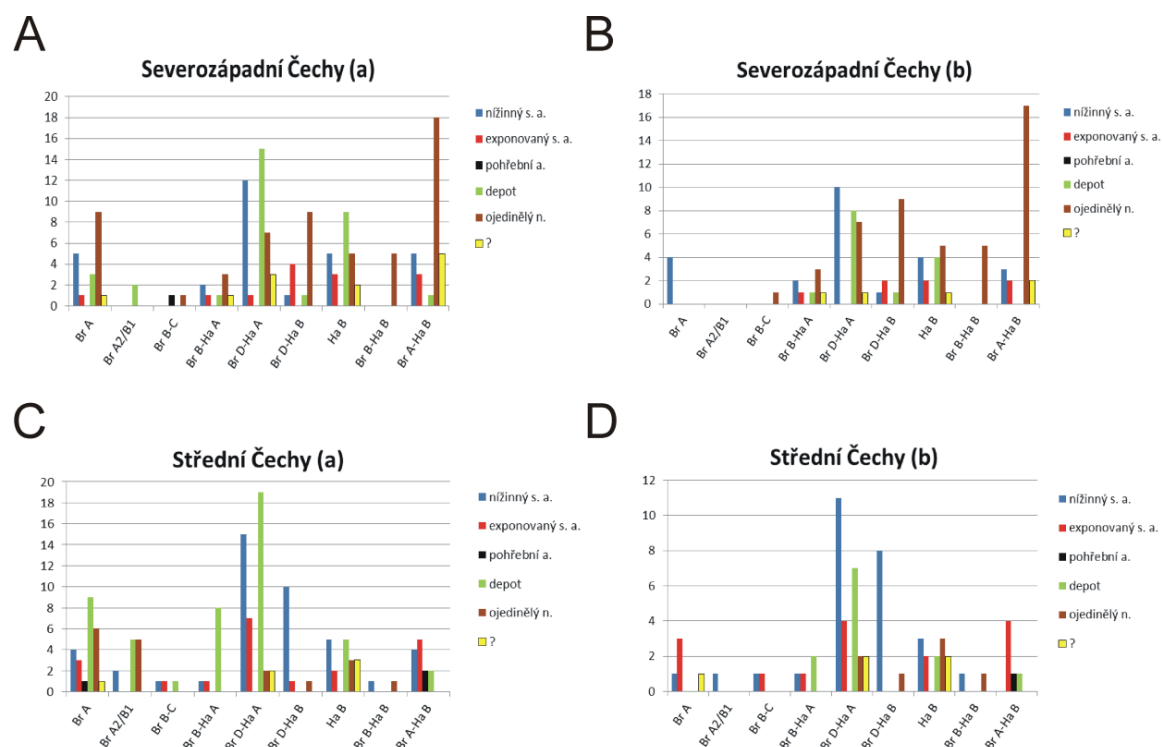 A
Severozápadní Čechy (a)
20
18
16
14
12
10
8
6
4
2
0
Br A
Br A2/B1
Br B-C
Br B-Ha A
Br D-Ha A
Br D-Ha B
Ha B
Br B-Ha B
Br A-Ha B
nížinný s. a.
exponovaný s. a.
pohřební a.
depot
ojedinělý n.
?
B
Severozápadní Čechy (b)
18
16
14
12
10
8
6
4
2
0
Br A
Br A2/B1
Br B-C
Br B-Ha A
Br D-Ha A
Br D-Ha B
Ha B
Br B-Ha B
Br A-Ha B
nížinný s. a.
exponovaný s. a.
pohřební a.
depot
ojedinělý n.
?
C
Střední Čechy (a)
20
18
16
14
12
10
8
6
4
2
0
Br A
Br A2/B1
Br B-C
Br B-Ha A
Br D-Ha A
Br D-Ha B
Ha B
Br B-Ha B
Br A-Ha B
nížinný s. a.
exponovaný s. a.
pohřební a.
depot
ojedinělý n.
?
D
Střední Čechy (b)
12
10
8
6
4
2
0
Br A
Br A2/B1
Br B-C
Br B-Ha A
Br D-Ha A
Br D-Ha B
Ha B
Br B-Ha B
Br A-Ha B
nížinný s. a.
exponovaný s. a.
pohřební a.
depot
ojedinělý n.
?